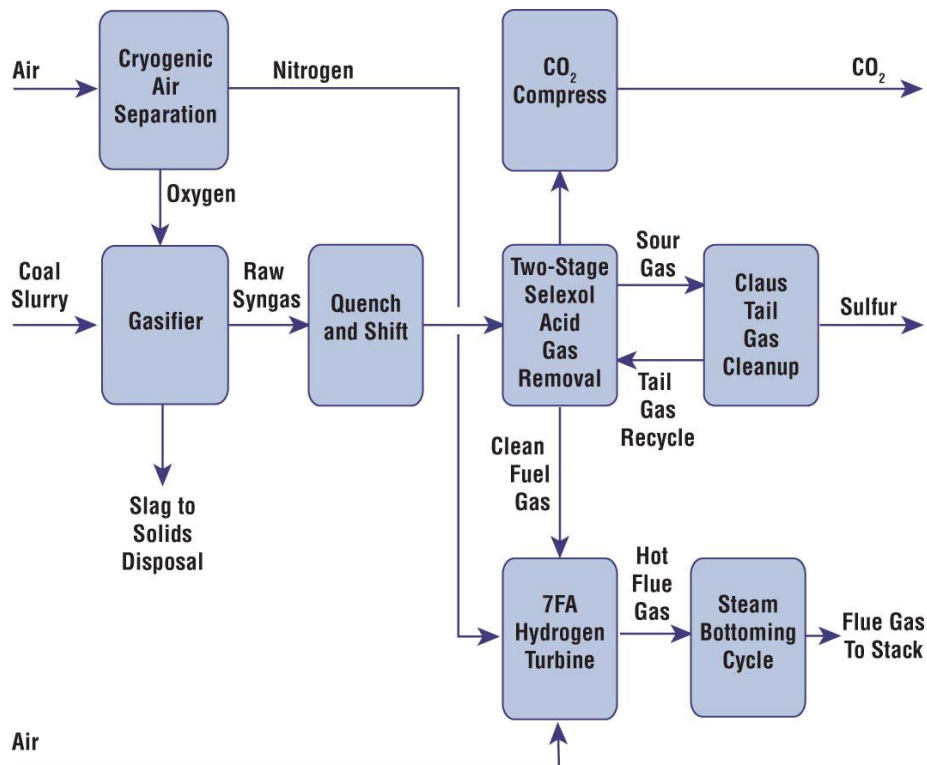 Air
Cryogenic
Air
Separation
Nitrogen
CO₂
Compress
CO₂
Oxygen
Coal
Slurry
Gasifier
Raw
Syngas
Quench
and Shift
Two-Stage
Selexol
Acid
Gas
Removal
Sour
Gas
Claus
Tail
Gas
Cleanup
Sulfur
Tail
Gas
Recycle
Clean
Fuel
Gas
Slag to
Solids
Disposal
7FA
Hydrogen
Turbine
Hot
Flue
Gas
Steam
Bottoming
Cycle
Flue Gas
To Stack
Air